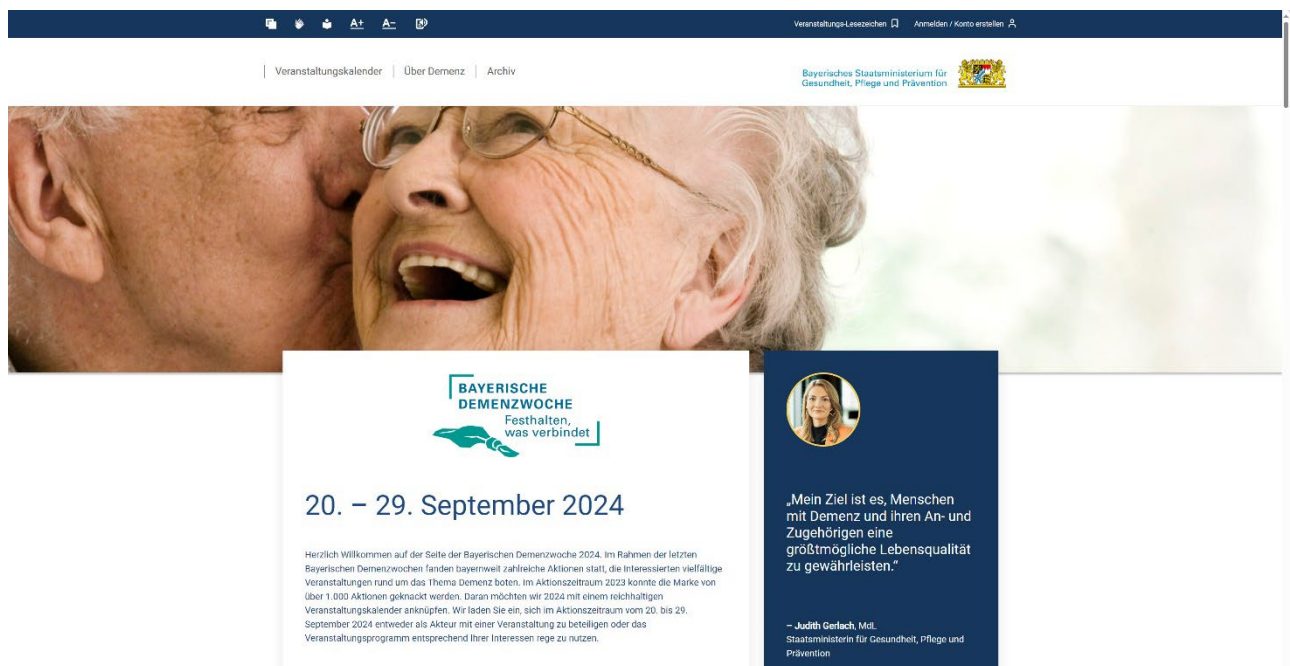 A+ A-
Veranstaltungs-Lesezeichen Anmelden / Konto erstellen
Veranstaltungskalender Über Demenz Archiv
Bayerisches Staatsministerium für
Gesundheit, Pflege und Prävention
BAYERISCHE
DEMENZWOCHE
Festhalten,
was verbindet
20. – 29. September 2024
Herzlich Willkommen auf der Seite der Bayerischen Demenzwoche 2024. Im Rahmen der letzten
Bayerischen Demenzwochen fanden bayernweit zahlreiche Aktionen statt, die Interessierten vielfältige
Veranstaltungen rund um das Thema Demenz boten. Im Aktionszeitraum 2023 konnte die Marke von
über 1.000 Aktionen geknackt werden. Daran möchten wir 2024 mit einem reichhaltigen
Veranstaltungskalender anknüpfen. Wir laden Sie ein, sich im Aktionszeitraum vom 20. bis 29.
September 2024 entweder als Akteur mit einer Veranstaltung zu beteiligen oder das
Veranstaltungsprogramm entsprechend Ihrer Interessen rege zu nutzen.
„Mein Ziel ist es, Menschen
mit Demenz und ihren An- und
Zugehörigen eine
größtmögliche Lebensqualität
zu gewährleisten.“
– Judith Gerlach, MdL
Staatsministerin für Gesundheit, Pflege und
Prävention